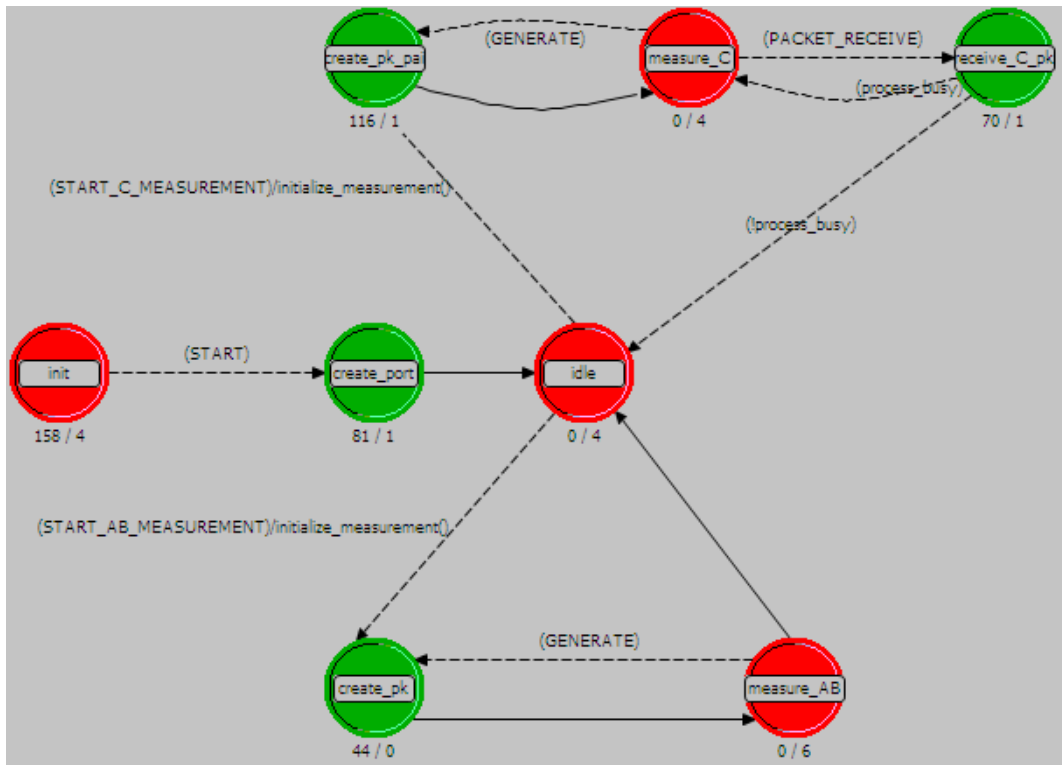 (GENERATE)
(PACKET_RECEIVE)
create_pk_pai
measure_C
receive_C_pk
(process_busy)
116 / 1
0 / 4
70 / 1
(START_C_MEASUREMENT)/initialize_measurement()
(!process_busy)
(START)
init
create_port
idle
158 / 4
81 / 1
0 / 4
(START_AB_MEASUREMENT)/initialize_measurement()
(GENERATE)
create_pk
measure_AB
44 / 0
0 / 6